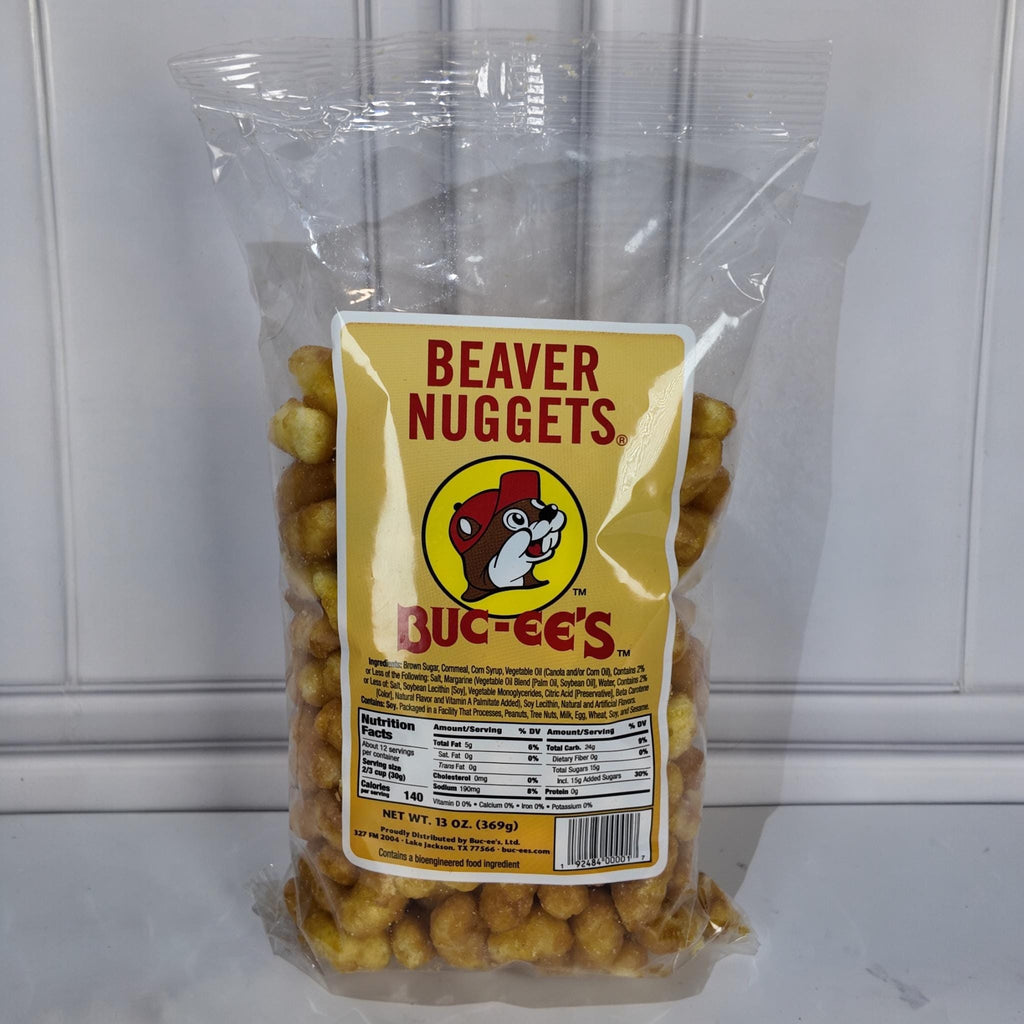 BEAVER
NUGGETS®
TM
BUC-EE'S™
Ingredients: Brown Sugar, Cornmeal, Corn Syrup, Vegetable Oil (Canola and/or Corn Oil), Contains 2%
or Less of the Following: Salt, Margarine (Vegetable Oil Blend [Palm Oil, Soybean Oil], Water, Contains 2%
or Less of: Salt, Soybean Lecithin [Soy], Vegetable Monoglycerides, Citric Acid [Preservative], Beta Carotene
[Color], Natural Flavor and Vitamin A Palmitate Added), Soy Lecithin, Natural and Artificial Flavors.
Contains: Soy. Packaged in a Facility That Processes, Peanuts, Tree Nuts, Milk, Egg, Wheat, Soy, and Sesame.
Nutrition
Facts
About 12 servings
per container
Serving size
2/3 cup (30g)
Calories
per serving 140
Amount/Serving % DV
Total Fat 5g 6%
Sat. Fat 0g 0%
Trans Fat 0g
Cholesterol 0mg 0%
Sodium 190mg 8%
Amount/Serving % DV
Total Carb. 24g 9%
Dietary Fiber 0g 0%
Total Sugars 15g
Incl. 15g Added Sugars 30%
Protein 0g
Vitamin D 0% • Calcium 0% • Iron 0% • Potassium 0%
NET WT. 13 OZ. (369g)
Proudly Distributed by Buc-ee's, Ltd.
327 FM 2004 • Lake Jackson, TX 77566 • buc-ees.com
Contains a bioengineered food ingredient
1 92484 00001 7